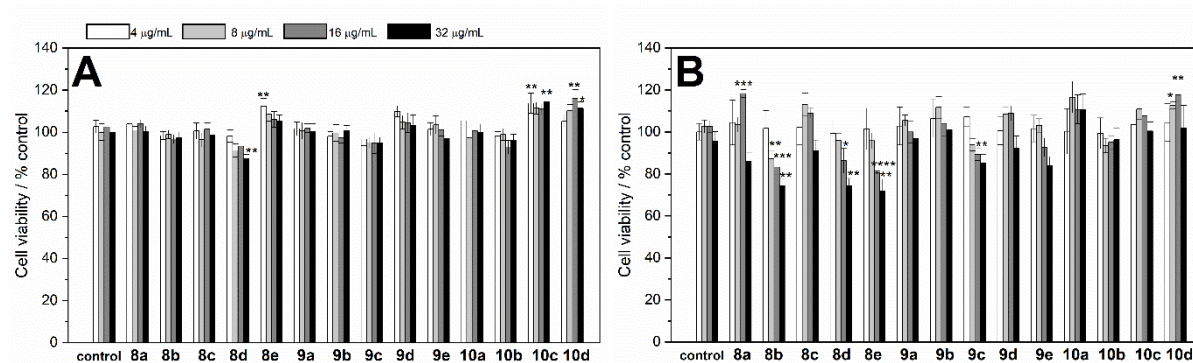 4 µg/mL 8 µg/mL 16 µg/mL 32 µg/mL
A
140
120
100
80
60
40
20
0
Cell viability / % control
** ** ** ** ** *
control 8a 8b 8c 8d 8e 9a 9b 9c 9d 9e 10a 10b 10c 10d
B
140
120
100
80
60
40
20
0
Cell viability / % control
*** ** *** ** * ** **** ** ** * **
control 8a 8b 8c 8d 8e 9a 9b 9c 9d 9e 10a 10b 10c 10d